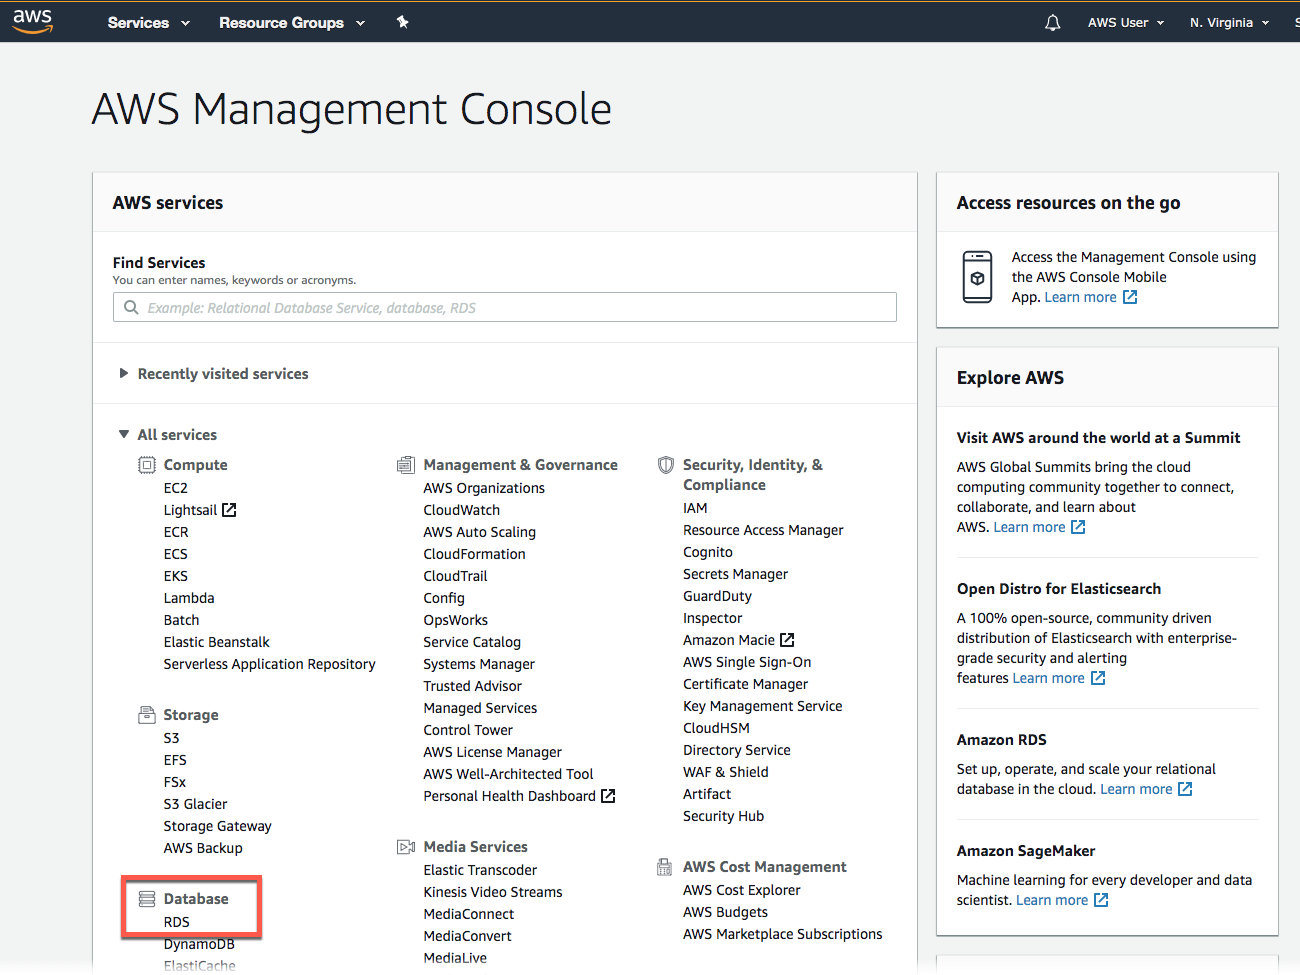 aws
Services
Resource Groups
AWS User
N. Virginia
AWS Management Console
AWS services
Find Services
You can enter names, keywords or acronyms.
Example: Relational Database Service, database, RDS
Recently visited services
All services
Compute
EC2
Lightsail
ECR
ECS
EKS
Lambda
Batch
Elastic Beanstalk
Serverless Application Repository
Storage
S3
EFS
FSx
S3 Glacier
Storage Gateway
AWS Backup
Database
RDS
DynamoDB
ElastiCache
Management & Governance
AWS Organizations
CloudWatch
AWS Auto Scaling
CloudFormation
CloudTrail
Config
OpsWorks
Service Catalog
Systems Manager
Trusted Advisor
Managed Services
Control Tower
AWS License Manager
AWS Well-Architected Tool
Personal Health Dashboard
Media Services
Elastic Transcoder
Kinesis Video Streams
MediaConnect
MediaConvert
MediaLive
Security, Identity, &
Compliance
IAM
Resource Access Manager
Cognito
Secrets Manager
GuardDuty
Inspector
Amazon Macie
AWS Single Sign-On
Certificate Manager
Key Management Service
CloudHSM
Directory Service
WAF & Shield
Artifact
Security Hub
AWS Cost Management
AWS Cost Explorer
AWS Budgets
AWS Marketplace Subscriptions
Access resources on the go
Access the Management Console using
the AWS Console Mobile
App. Learn more
Explore AWS
Visit AWS around the world at a Summit
AWS Global Summits bring the cloud
computing community together to connect,
collaborate, and learn about
AWS. Learn more
Open Distro for Elasticsearch
A 100% open-source, community driven
distribution of Elasticsearch with enterprise-
grade security and alerting
features Learn more
Amazon RDS
Set up, operate, and scale your relational
database in the cloud. Learn more
Amazon SageMaker
Machine learning for every developer and data
scientist. Learn more